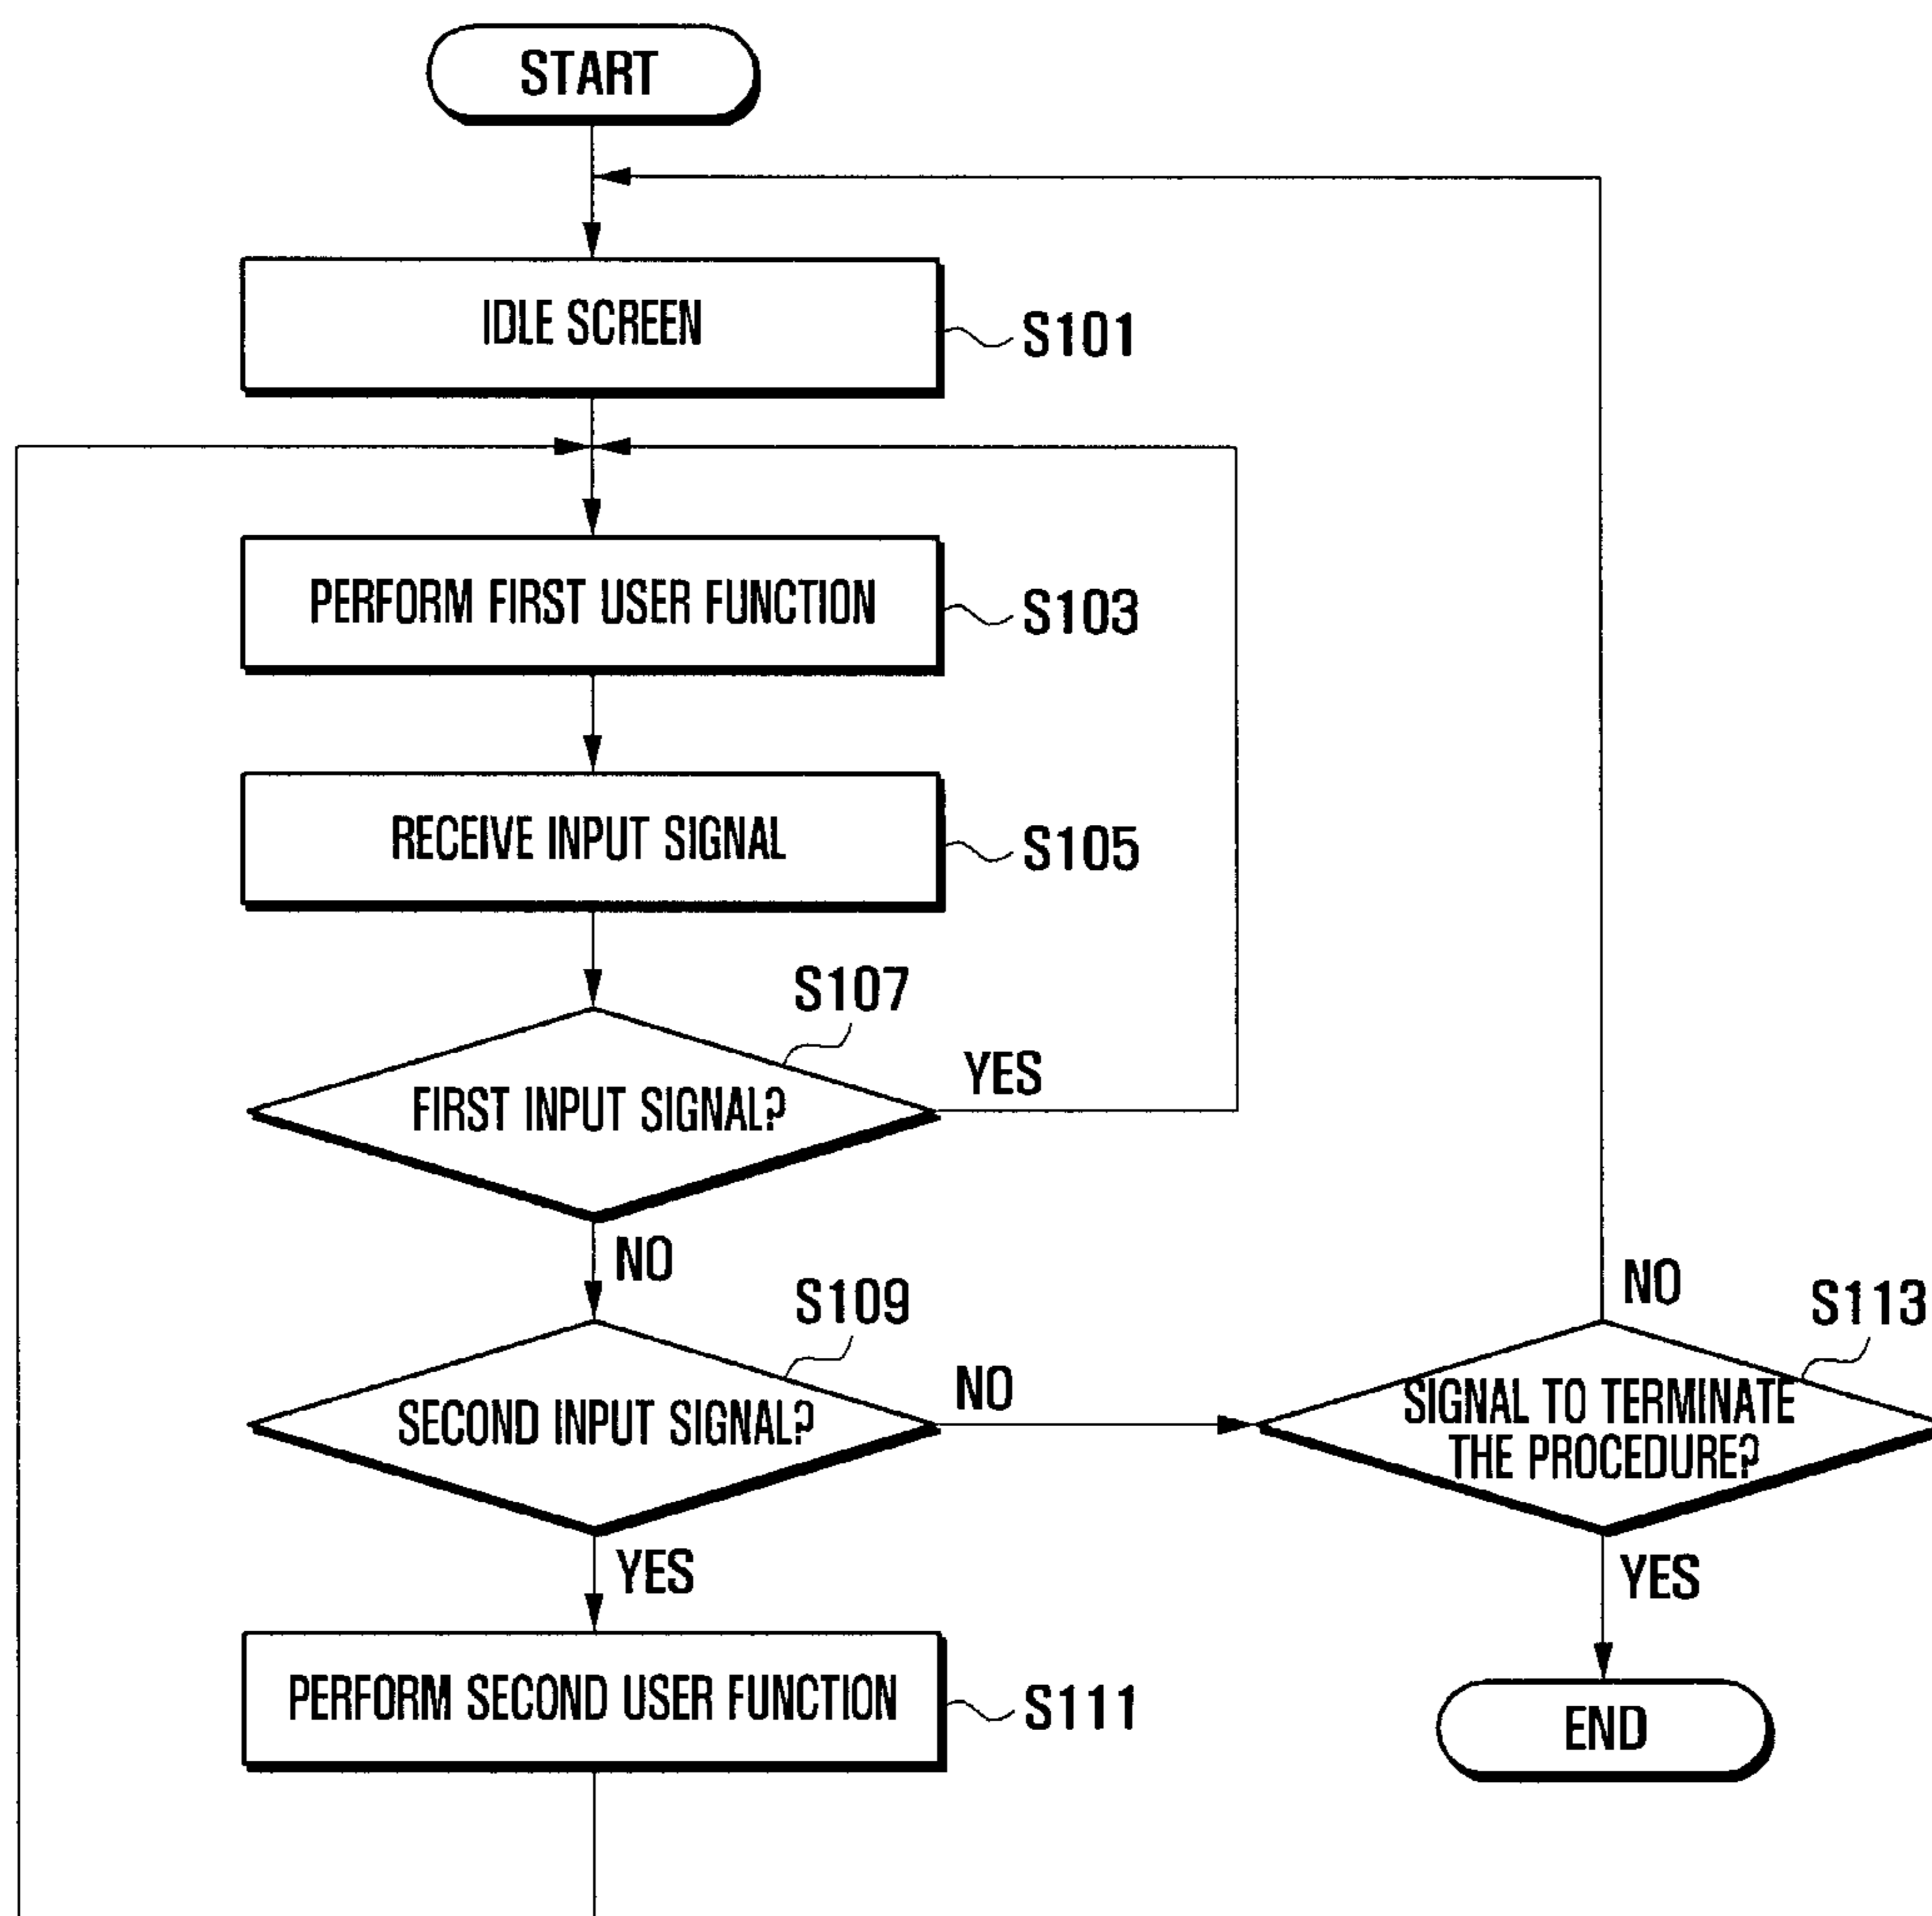 START
IDLE SCREEN
S101
PERFORM FIRST USER FUNCTION
S103
RECEIVE INPUT SIGNAL
S105
S107
FIRST INPUT SIGNAL?
YES
NO
S109
SECOND INPUT SIGNAL?
NO
YES
PERFORM SECOND USER FUNCTION
S111
NO
S113
SIGNAL TO TERMINATE
THE PROCEDURE?
YES
END